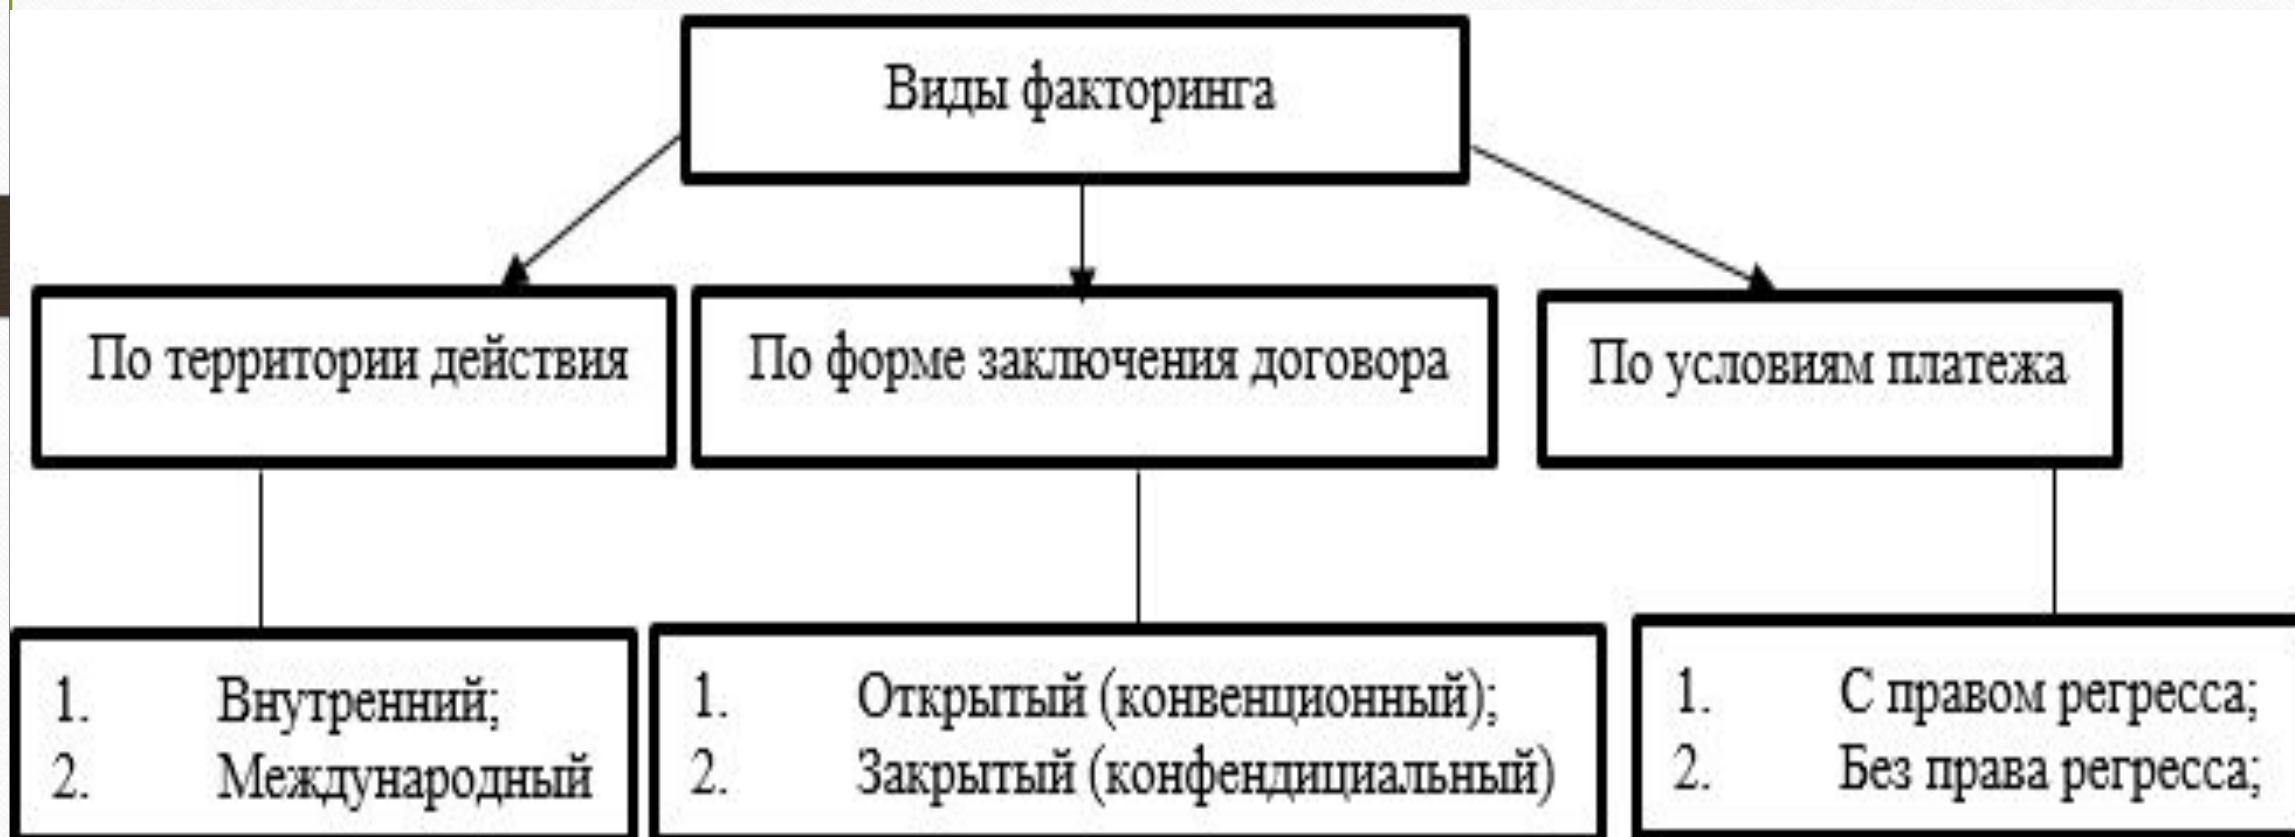 Виды факторинга
По территории действия
По форме заключения договора
По условиям платежа
1. Внутренний;
2. Международный
1. Открытый (конвенционный);
2. Закрытый (конфендициальный)
1. С правом регресса;
2. Без права регресса;